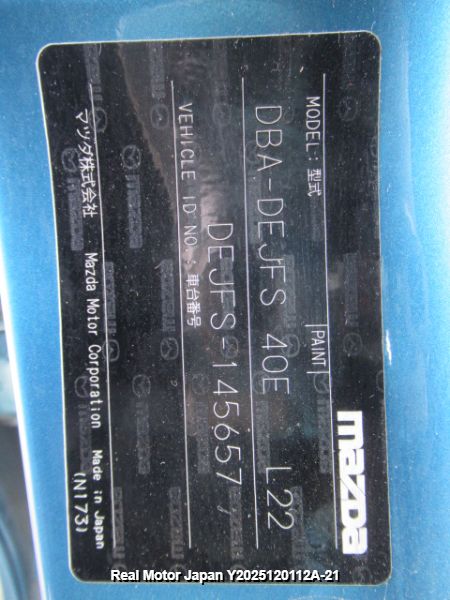 mazda
MODEL: 型式 PAINT
DBA-DEJFS 40E L22
VEHICLE ID NO: 車台番号
DEJFS-145657
マツダ株式会社 Mazda Motor Corporation Made in Japan
(N173)
Real Motor Japan Y2025120112A-21